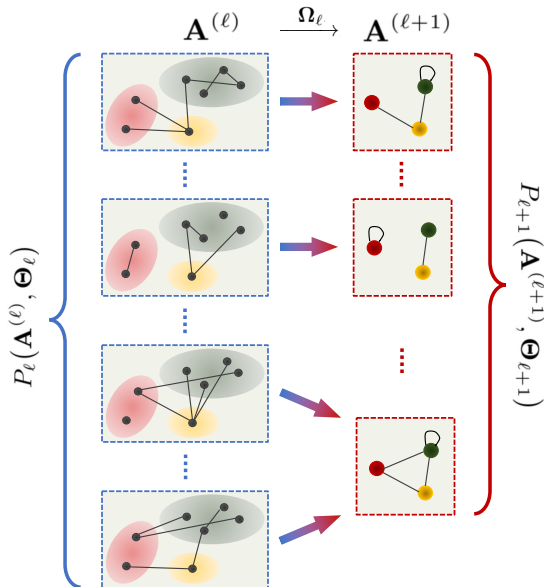 𝐀^(ℓ) 𝛀_ℓ 𝐀^(ℓ+1)
P_ℓ(𝐀^(ℓ), 𝚯_ℓ)
P_{ℓ+1}(𝐀^(ℓ+1), 𝚯_{ℓ+1})